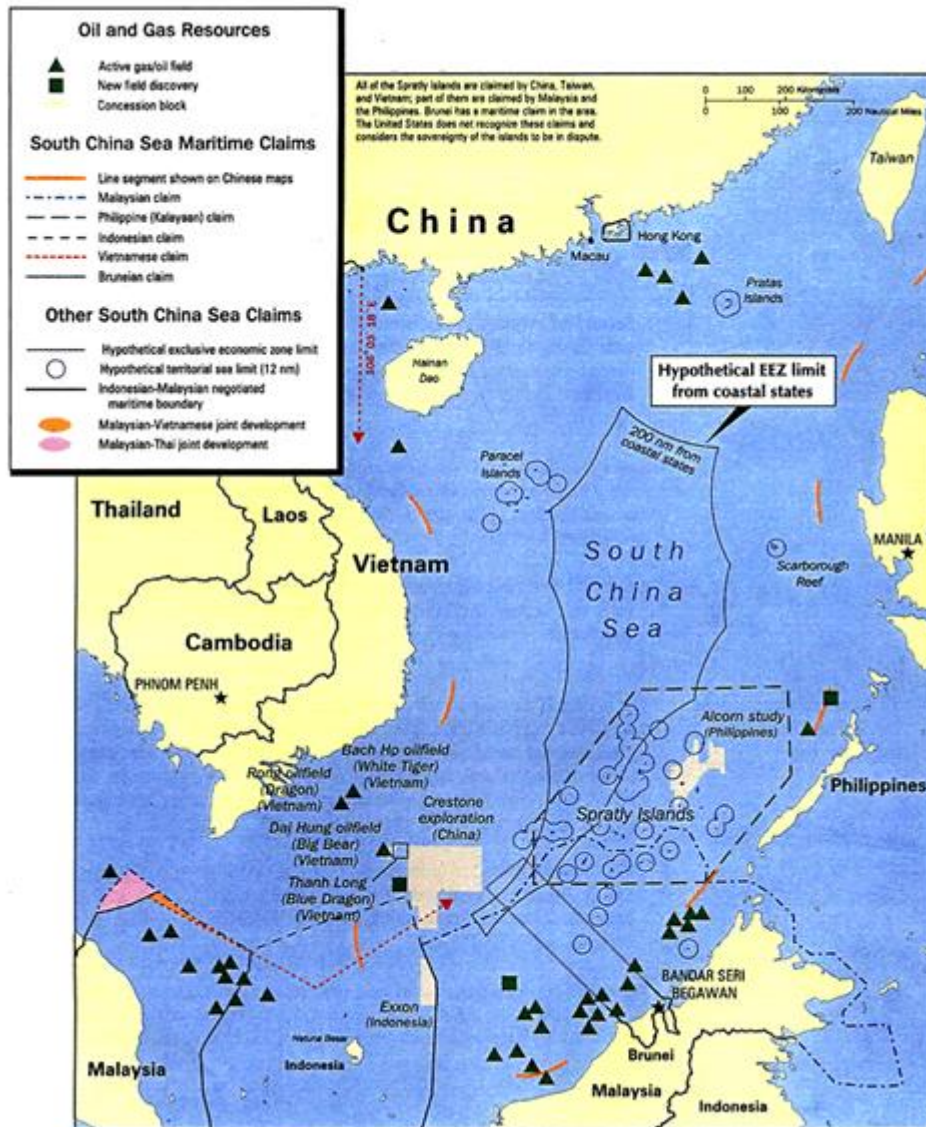 Oil and Gas Resources
Active gas/oil field
New field discovery
Concession block
South China Sea Maritime Claims
Line segment shown on Chinese maps
Malaysian claim
Philippine (Kalayaan) claim
Indonesian claim
Vietnamese claim
Bruneian claim
Other South China Sea Claims
Hypothetical exclusive economic zone limit
Hypothetical territorial sea limit (12 nm)
Indonesian-Malaysian negotiated
maritime boundary
Malaysian-Vietnamese joint development
Malaysian-Thai joint development
All of the Spratly Islands are claimed by China, Taiwan,
and Vietnam; part of them are claimed by Malaysia and
the Philippines. Brunei has a maritime claim in the area.
The United States does not recognize these claims and
considers the sovereignty of the islands to be in dispute.
0 200 Kilometers
0 100 200 Nautical Miles
Taiwan
China
Hong Kong
Macau
Pratas
Islands
Hainan
Dao
Hypothetical EEZ limit
from coastal states
200 nm from
coastal states
Paracel
Islands
Thailand
Laos
Vietnam
South
China
Sea
MANILA
Scarborough
Reef
Cambodia
PHNOM PENH
Alcorn study
(Philippines)
Bach Ho oilfield
(White Tiger)
(Vietnam)
Rong oilfield
(Dragon)
(Vietnam)
Crestone
exploration
(China)
Philippines
Spratly Islands
Dai Hung oilfield
(Big Bear)
(Vietnam)
Thanh Long
(Blue Dragon)
(Vietnam)
BANDAR SERI
BEGAWAN
Exxon
(Indonesia)
Natuna Besar
Indonesia
Malaysia
Brunei
Malaysia
Indonesia